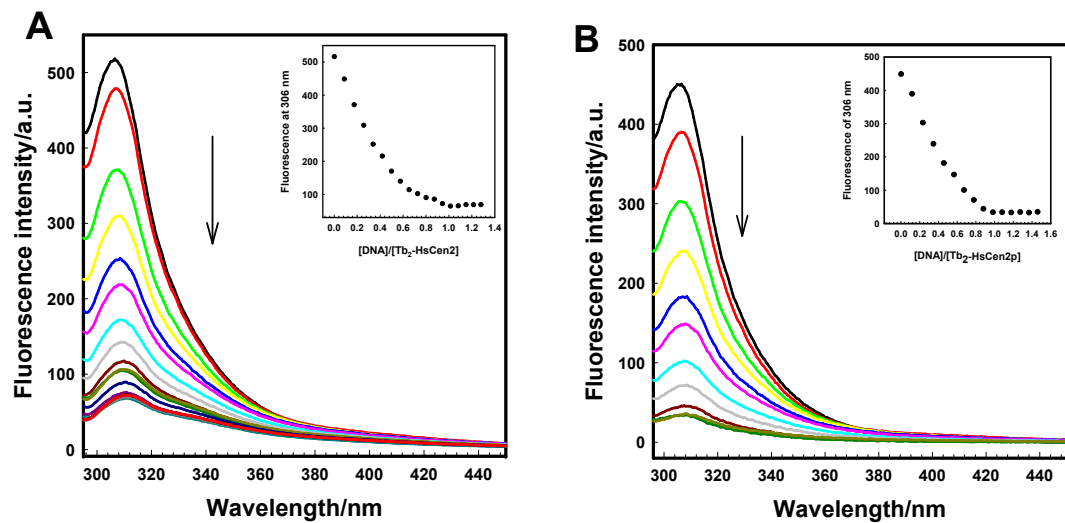 A
Fluorescence intensity/a.u.
500
400
300
200
100
0
300 320 340 360 380 400 420 440
Wavelength/nm
Fluorescence at 306 nm
500
400
300
200
100
0.0 0.2 0.4 0.6 0.8 1.0 1.2 1.4
[DNA]/[Tb₂-HsCen2]
B
Fluorescence intensity/a.u.
500
400
300
200
100
0
300 320 340 360 380 400 420 440
Wavelength/nm
Fluorescence of 306 nm
500
400
300
200
100
0
0.0 0.2 0.4 0.6 0.8 1.0 1.2 1.4 1.6
[DNA]/[Tb₂-HsCen2p]